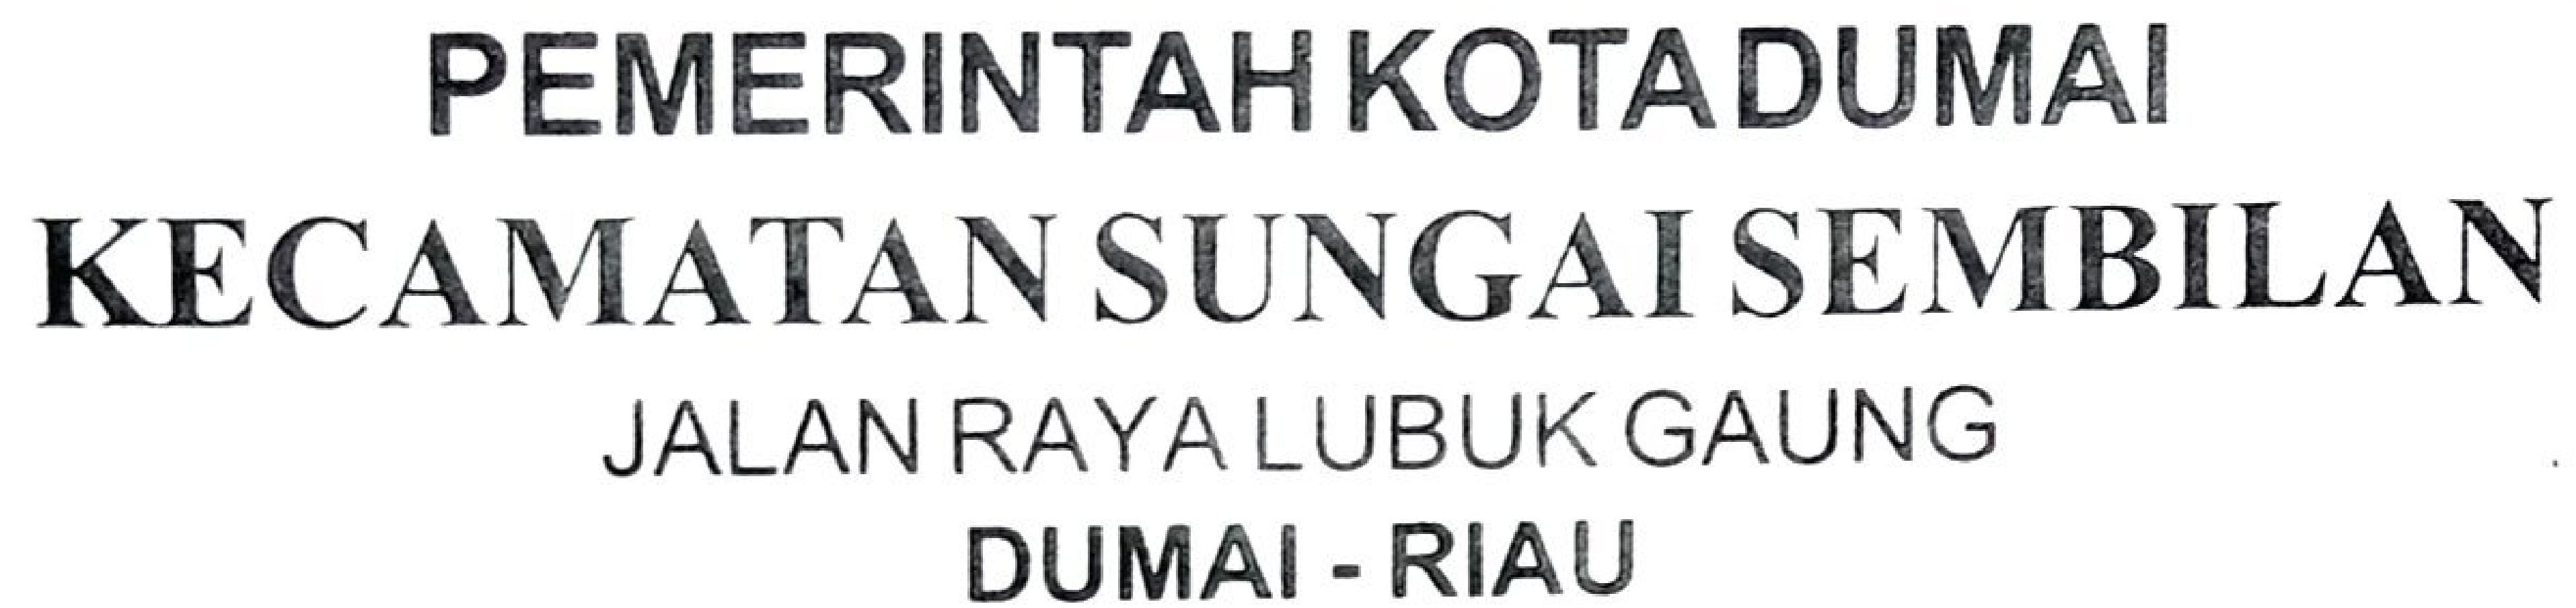 PEMERINTAH KOTA DUMAI
KECAMATAN SUNGAI SEMBILAN
JALAN RAYA LUBUK GAUNG
DUMAI - RIAU